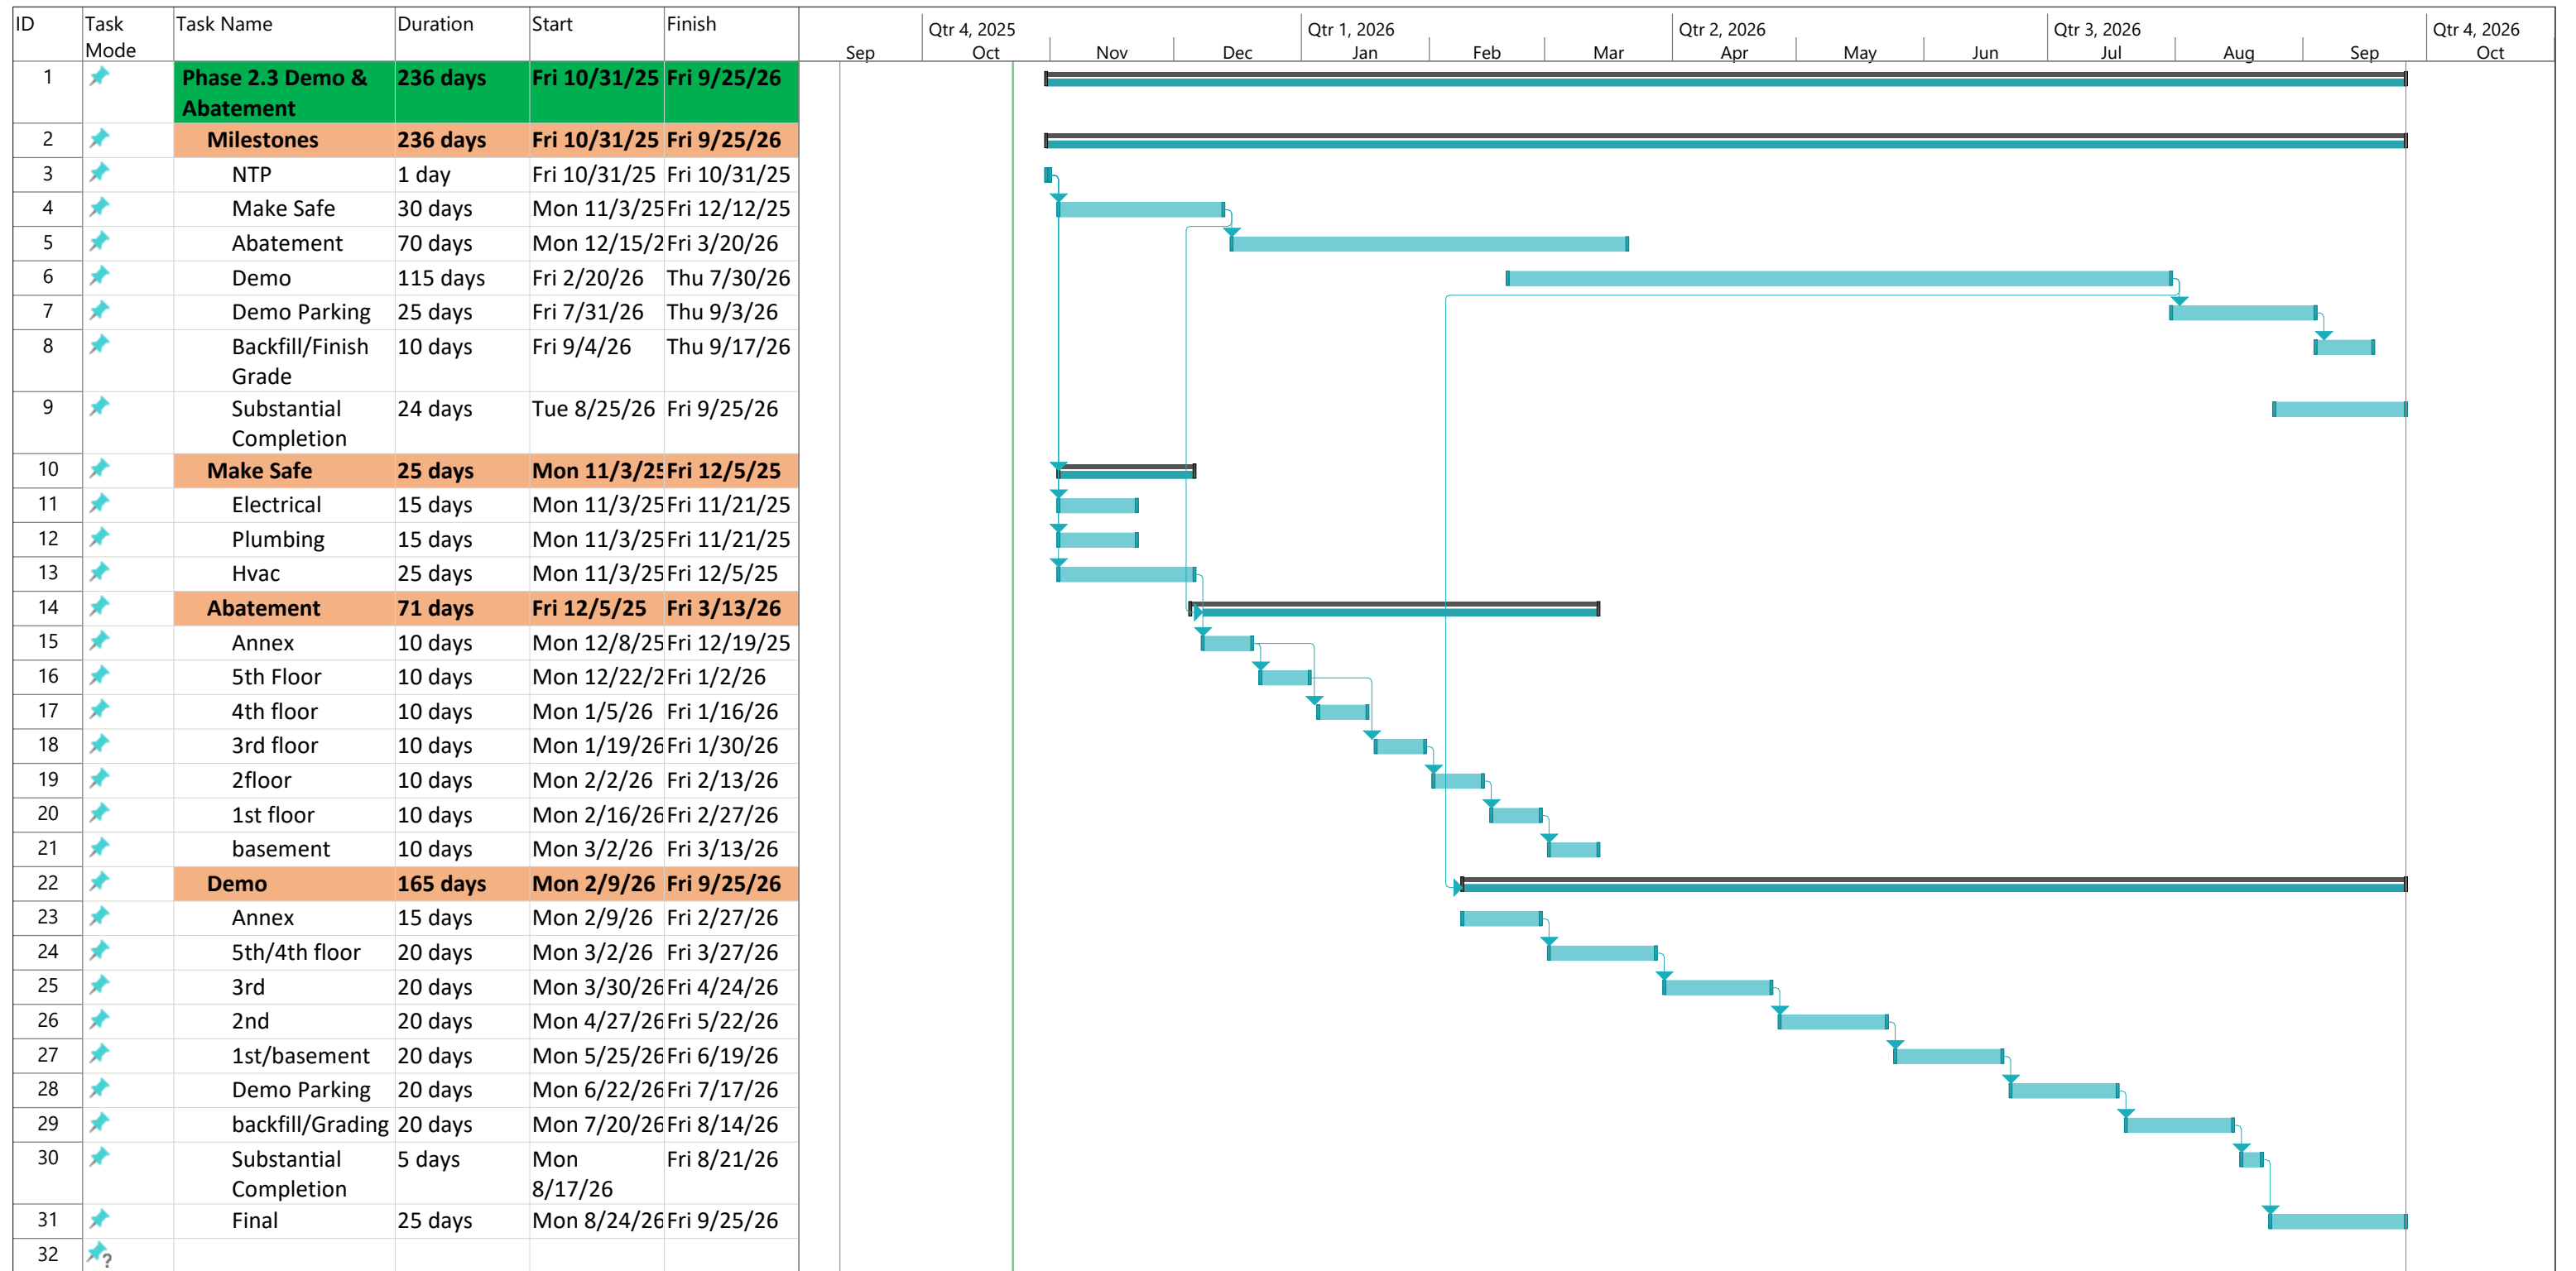 ID Task Mode Task Name Duration Start Finish
Qtr 4, 2025 Qtr 1, 2026 Qtr 2, 2026 Qtr 3, 2026 Qtr 4, 2026
Sep Oct Nov Dec Jan Feb Mar Apr May Jun Jul Aug Sep Oct
1 Phase 2.3 Demo & Abatement 236 days Fri 10/31/25 Fri 9/25/26
2 Milestones 236 days Fri 10/31/25 Fri 9/25/26
3 NTP 1 day Fri 10/31/25 Fri 10/31/25
4 Make Safe 30 days Mon 11/3/25 Fri 12/12/25
5 Abatement 70 days Mon 12/15/2 Fri 3/20/26
6 Demo 115 days Fri 2/20/26 Thu 7/30/26
7 Demo Parking 25 days Fri 7/31/26 Thu 9/3/26
8 Backfill/Finish Grade 10 days Fri 9/4/26 Thu 9/17/26
9 Substantial Completion 24 days Tue 8/25/26 Fri 9/25/26
10 Make Safe 25 days Mon 11/3/25 Fri 12/5/25
11 Electrical 15 days Mon 11/3/25 Fri 11/21/25
12 Plumbing 15 days Mon 11/3/25 Fri 11/21/25
13 Hvac 25 days Mon 11/3/25 Fri 12/5/25
14 Abatement 71 days Fri 12/5/25 Fri 3/13/26
15 Annex 10 days Mon 12/8/25 Fri 12/19/25
16 5th Floor 10 days Mon 12/22/2 Fri 1/2/26
17 4th floor 10 days Mon 1/5/26 Fri 1/16/26
18 3rd floor 10 days Mon 1/19/26 Fri 1/30/26
19 2floor 10 days Mon 2/2/26 Fri 2/13/26
20 1st floor 10 days Mon 2/16/26 Fri 2/27/26
21 basement 10 days Mon 3/2/26 Fri 3/13/26
22 Demo 165 days Mon 2/9/26 Fri 9/25/26
23 Annex 15 days Mon 2/9/26 Fri 2/27/26
24 5th/4th floor 20 days Mon 3/2/26 Fri 3/27/26
25 3rd 20 days Mon 3/30/26 Fri 4/24/26
26 2nd 20 days Mon 4/27/26 Fri 5/22/26
27 1st/basement 20 days Mon 5/25/26 Fri 6/19/26
28 Demo Parking 20 days Mon 6/22/26 Fri 7/17/26
29 backfill/Grading 20 days Mon 7/20/26 Fri 8/14/26
30 Substantial Completion 5 days Mon 8/17/26 Fri 8/21/26
31 Final 25 days Mon 8/24/26 Fri 9/25/26
32 ?